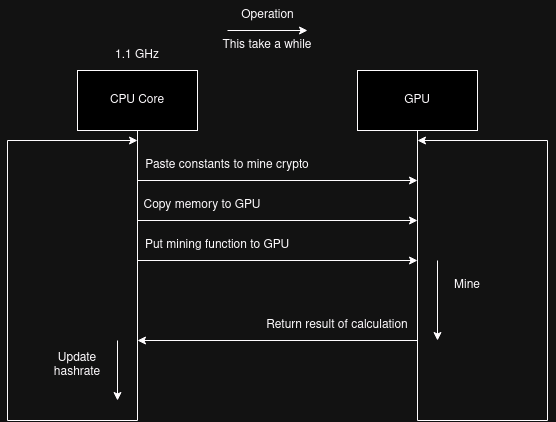 Operation
This take a while
1.1 GHz
CPU Core
GPU
Paste constants to mine crypto
Copy memory to GPU
Put mining function to GPU
Mine
Return result of calculation
Update
hashrate